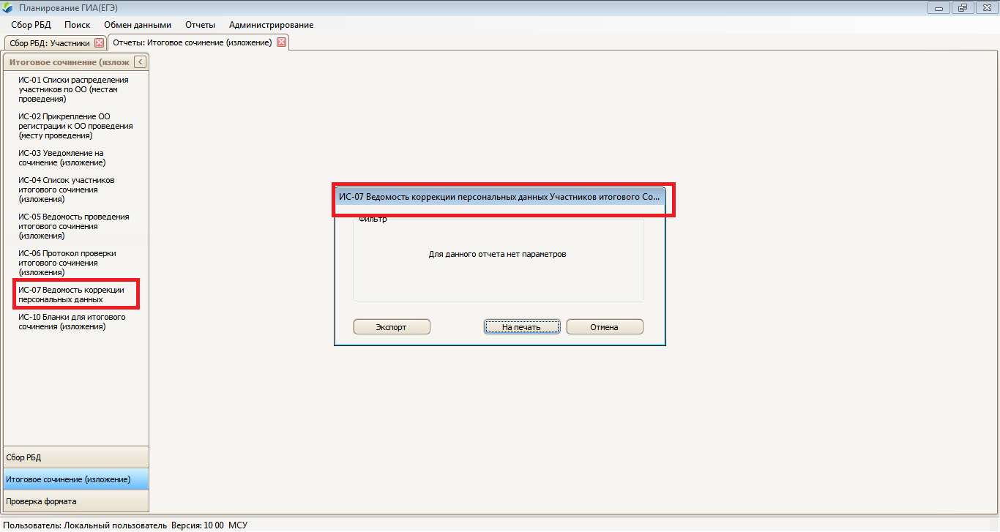 Планирование ГИА(ЕГЭ)
Сбор РБД Поиск Обмен данными Отчеты Администрирование
Сбор РБД: Участники Отчеты: Итоговое сочинение (изложение)
Итоговое сочинение (излож
ИС-01 Списки распределения
участников по ОО (местам
проведения)
ИС-02 Прикрепление ОО
регистрации к ОО проведения
(месту проведения)
ИС-03 Уведомление на
сочинение (изложение)
ИС-04 Список участников
итогового сочинения
(изложения)
ИС-05 Ведомость проведения
итогового сочинения
(изложения)
ИС-06 Протокол проверки
итогового сочинения
(изложения)
ИС-07 Ведомость коррекции
персональных данных
ИС-10 Бланки для итогового
сочинения (изложения)
Сбор РБД
Итоговое сочинение (изложение)
Проверка формата
ИС-07 Ведомость коррекции персональных данных Участников итогового Со...
Фильтр
Для данного отчета нет параметров
Экспорт На печать Отмена
Пользователь: Локальный пользователь Версия: 10 00 МСУ